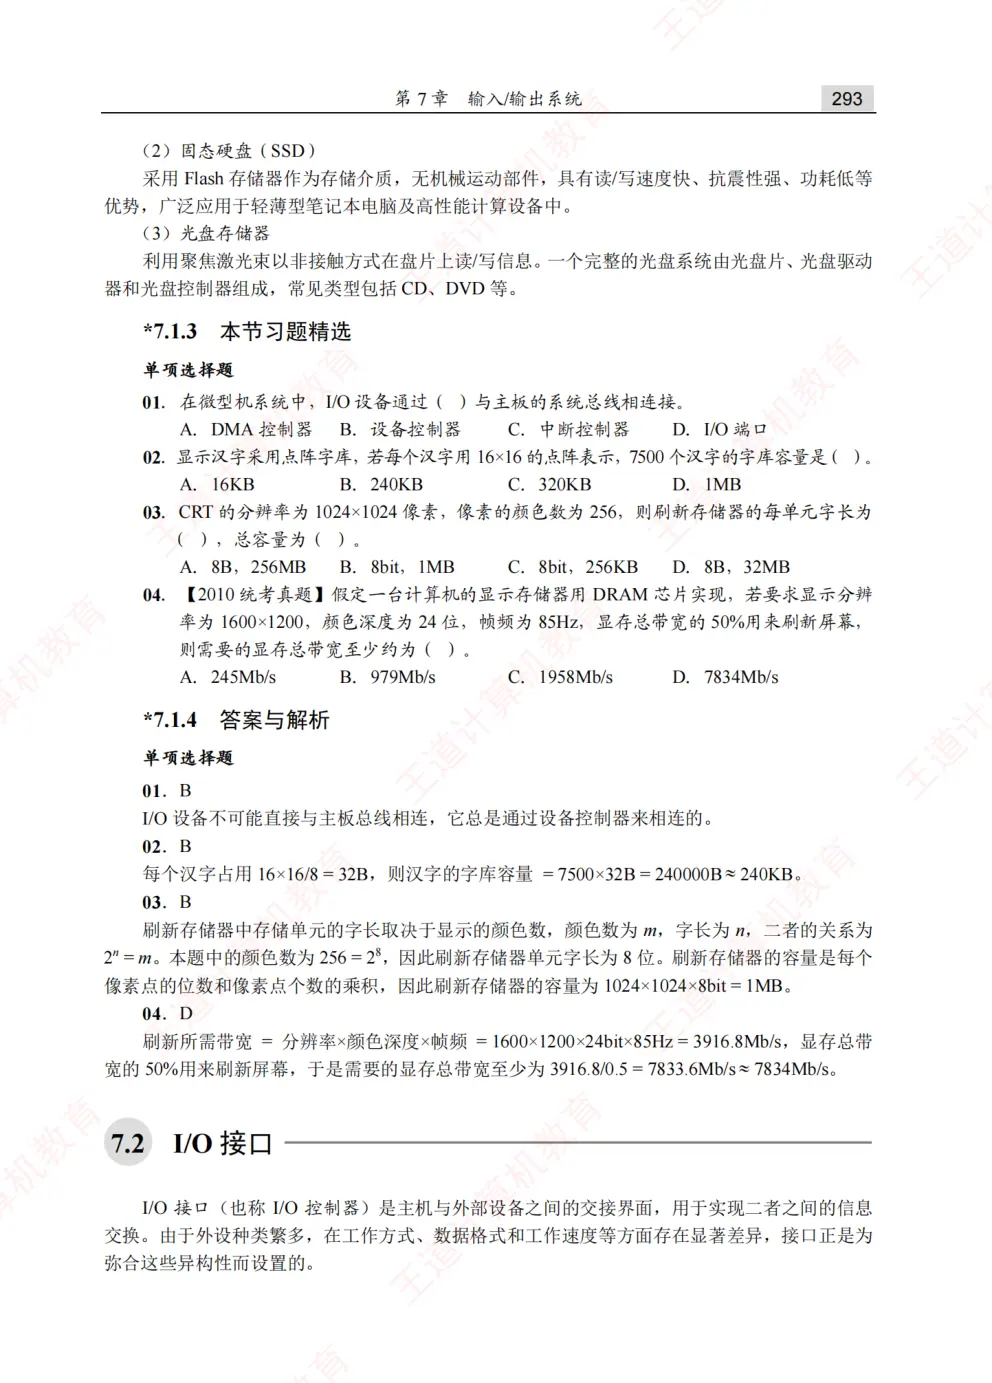 第 7 章 输入/输出系统 293
（2）固态硬盘（SSD）
采用 Flash 存储器作为存储介质，无机械运动部件，具有读/写速度快、抗震性强、功耗低等
优势，广泛应用于轻薄型笔记本电脑及高性能计算设备中。
（3）光盘存储器
利用聚焦激光束以非接触方式在盘片上读/写信息。一个完整的光盘系统由光盘片、光盘驱动
器和光盘控制器组成，常见类型包括 CD、DVD 等。
*7.1.3 本节习题精选
单项选择题
01. 在微型机系统中，I/O 设备通过（ ）与主板的系统总线相连接。
A. DMA 控制器 B. 设备控制器 C. 中断控制器 D. I/O 端口
02. 显示汉字采用点阵字库，若每个汉字用 16×16 的点阵表示，7500 个汉字的字库容量是（ ）。
A. 16KB B. 240KB C. 320KB D. 1MB
03. CRT 的分辨率为 1024×1024 像素，像素的颜色数为 256，则刷新存储器的每单元字长为
（ ），总容量为（ ）。
A. 8B，256MB B. 8bit，1MB C. 8bit，256KB D. 8B，32MB
04. 【2010 统考真题】假定一台计算机的显示存储器用 DRAM 芯片实现，若要求显示分辨
率为 1600×1200，颜色深度为 24 位，帧频为 85Hz，显存总带宽的 50%用来刷新屏幕，
则需要的显存总带宽至少约为（ ）。
A. 245Mb/s B. 979Mb/s C. 1958Mb/s D. 7834Mb/s
*7.1.4 答案与解析
单项选择题
01. B
I/O 设备不可能直接与主板总线相连，它总是通过设备控制器来相连的。
02. B
每个汉字占用 16×16/8 = 32B，则汉字的字库容量 = 7500×32B = 240000B ≈ 240KB。
03. B
刷新存储器中存储单元的字长取决于显示的颜色数，颜色数为 m，字长为 n，二者的关系为
2ⁿ = m。本题中的颜色数为 256 = 2⁸，因此刷新存储器单元字长为 8 位。刷新存储器的容量是每个
像素点的位数和像素点个数的乘积，因此刷新存储器的容量为 1024×1024×8bit = 1MB。
04. D
刷新所需带宽 = 分辨率×颜色深度×帧频 = 1600×1200×24bit×85Hz = 3916.8Mb/s，显存总带
宽的 50%用来刷新屏幕，于是需要的显存总带宽至少为 3916.8/0.5 = 7833.6Mb/s ≈ 7834Mb/s。
7.2 I/O 接口
I/O 接口（也称 I/O 控制器）是主机与外部设备之间的交接界面，用于实现二者之间的信息
交换。由于外设种类繁多，在工作方式、数据格式和工作速度等方面存在显著差异，接口正是为
弥合这些异构性而设置的。
王道计算机教育